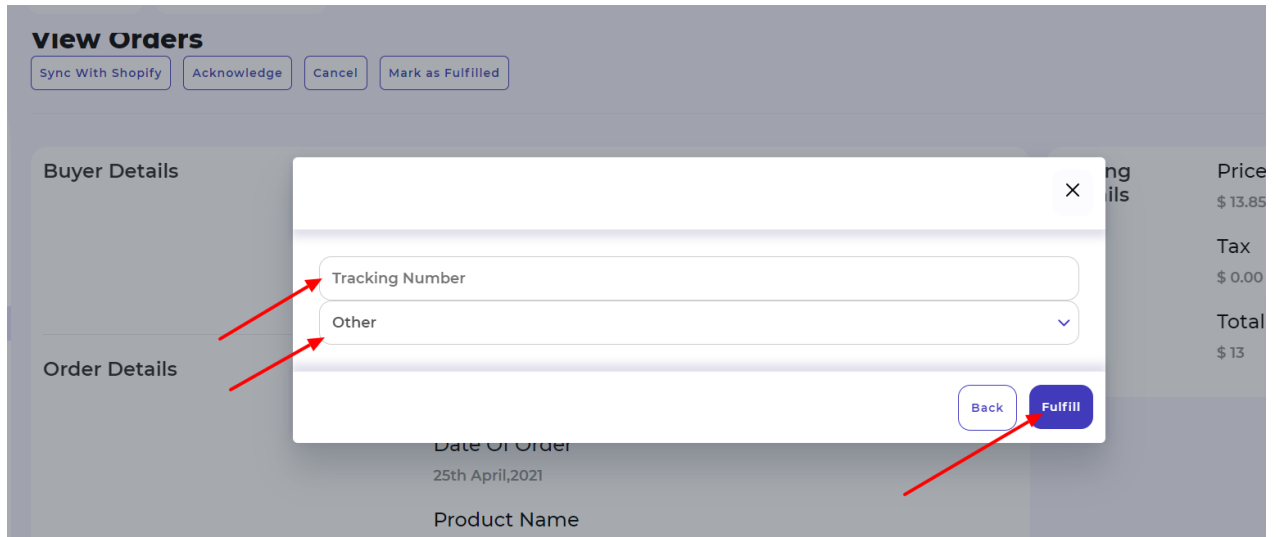 View Orders
Sync With Shopify Acknowledge Cancel Mark as Fulfilled
Buyer Details
Tracking Number
Other
Back Fulfill
Order Details
Date Of Order
25th April,2021
Product Name
Price
$ 13.85
Tax
$ 0.00
Total
$ 13